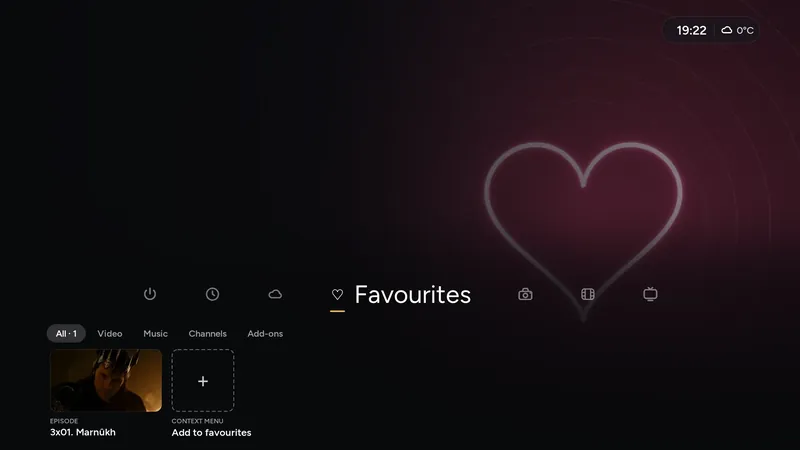 19:22 0°C
Favourites
All · 1 Video Music Channels Add-ons
EPISODE
3x01. Marnûkh
CONTEXT MENU
Add to favourites